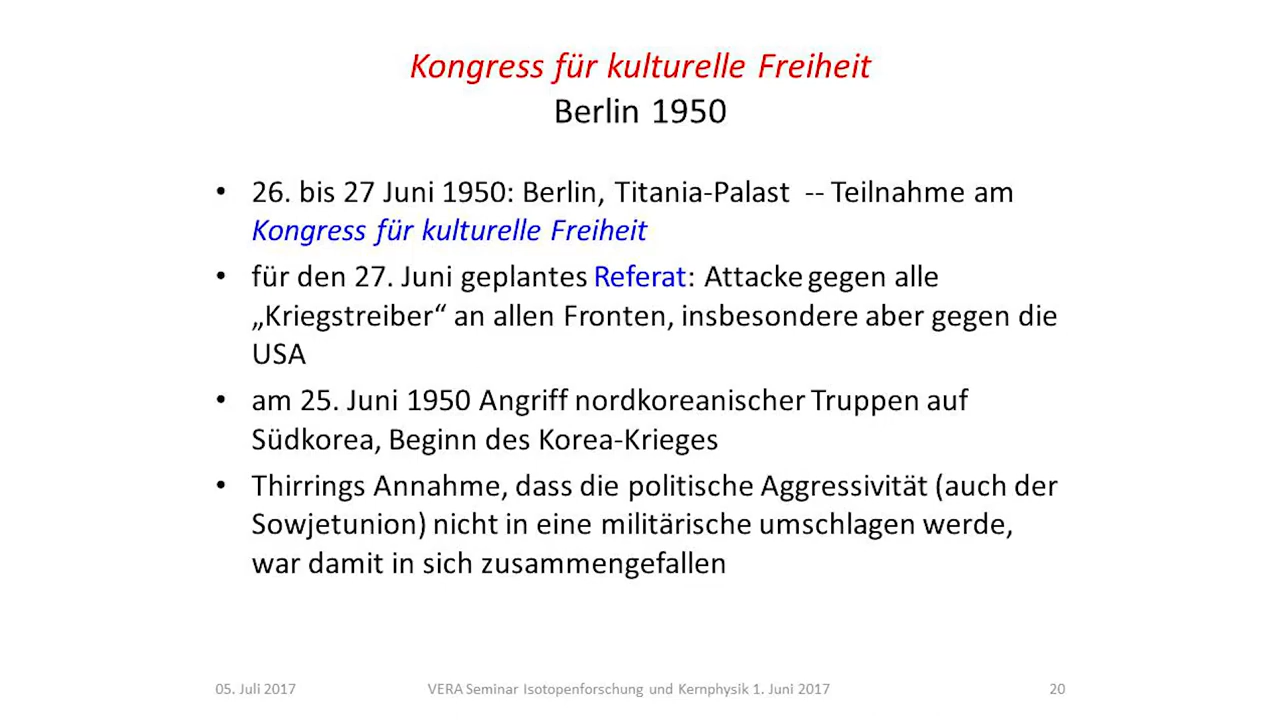 Kongress für kulturelle Freiheit
Berlin 1950
• 26. bis 27 Juni 1950: Berlin, Titania-Palast -- Teilnahme am
Kongress für kulturelle Freiheit
• für den 27. Juni geplantes Referat: Attacke gegen alle
„Kriegstreiber“ an allen Fronten, insbesondere aber gegen die
USA
• am 25. Juni 1950 Angriff nordkoreanischer Truppen auf
Südkorea, Beginn des Korea-Krieges
• Thirrings Annahme, dass die politische Aggressivität (auch der
Sowjetunion) nicht in eine militärische umschlagen werde,
war damit in sich zusammengefallen
05. Juli 2017 VERA Seminar Isotopenforschung und Kernphysik 1. Juni 2017 20